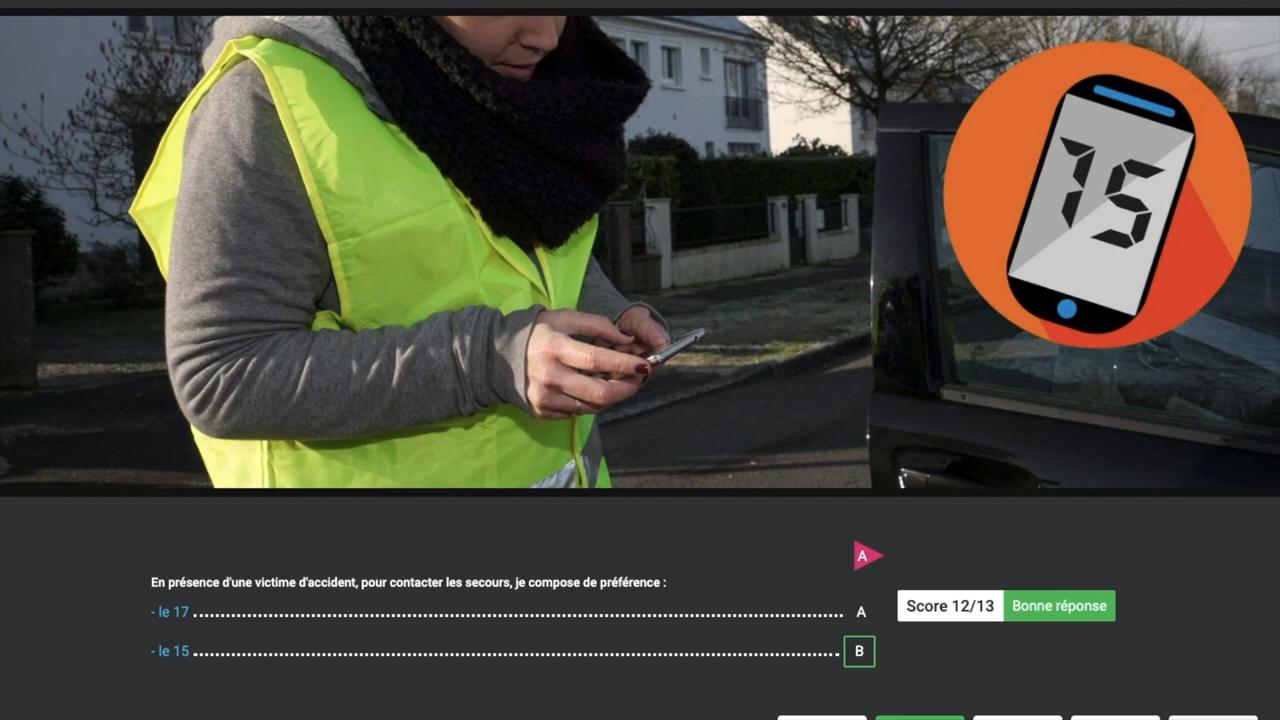 15
A
En présence d'une victime d'accident, pour contacter les secours, je compose de préférence :
- le 17 A
Score 12/13 Bonne réponse
- le 15 B